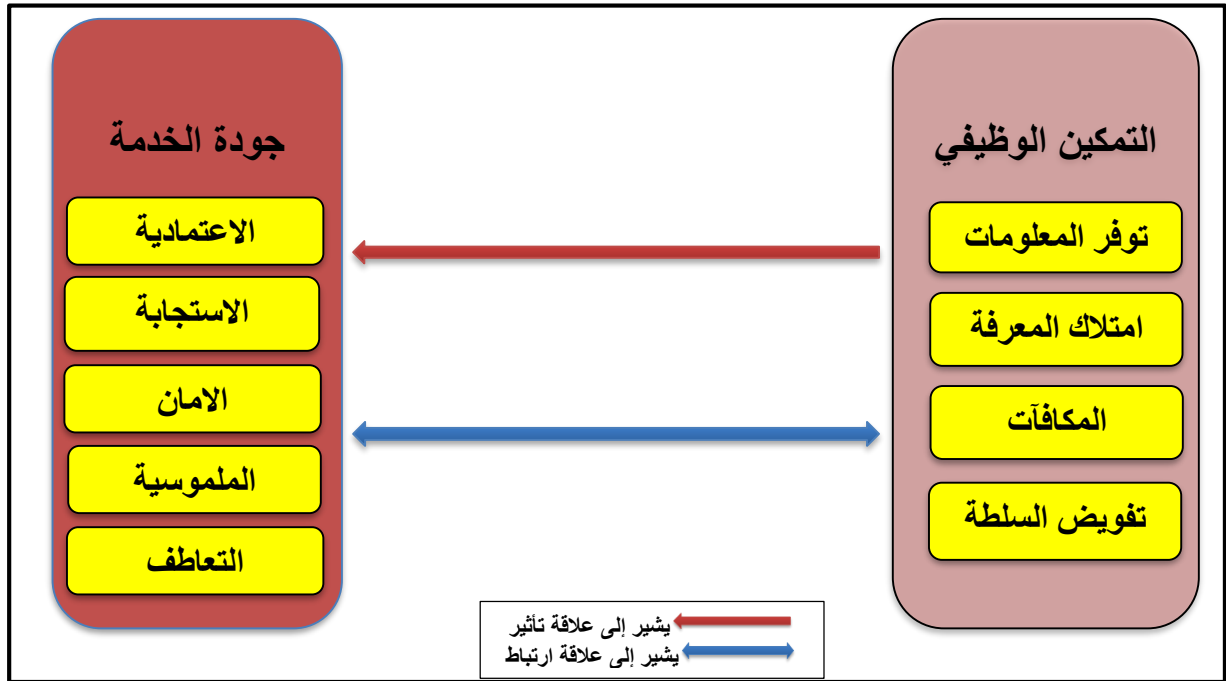 التمكين الوظيفي
توفر المعلومات
امتلاك المعرفة
المكافآت
تفويض السلطة
جودة الخدمة
الاعتمادية
الاستجابة
الامان
الملموسية
التعاطف
يشير إلى علاقة تأثير
يشير إلى علاقة ارتباط